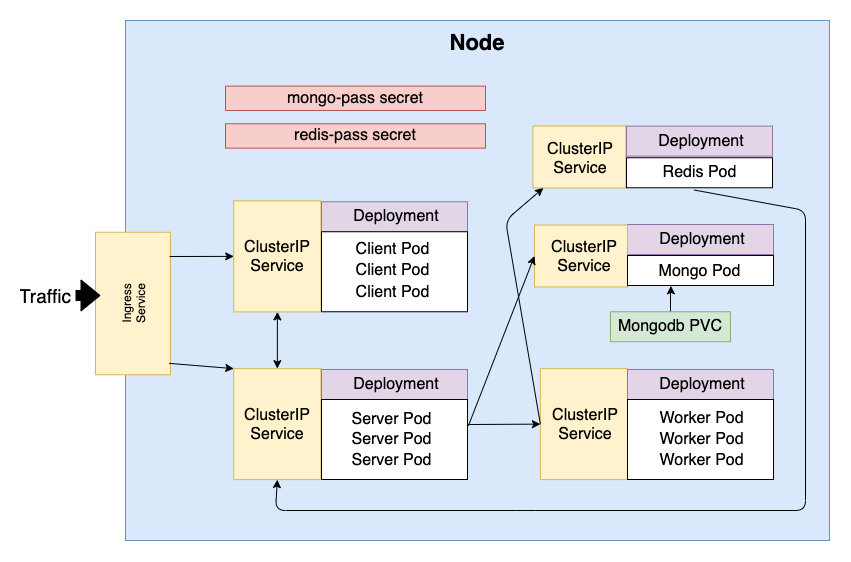 Node
mongo-pass secret
redis-pass secret
ClusterIP
Service
Deployment
Redis Pod
ClusterIP
Service
Deployment
Client Pod
Client Pod
Client Pod
ClusterIP
Service
Deployment
Mongo Pod
Mongodb PVC
Traffic
Ingress
Service
ClusterIP
Service
Deployment
Server Pod
Server Pod
Server Pod
ClusterIP
Service
Deployment
Worker Pod
Worker Pod
Worker Pod